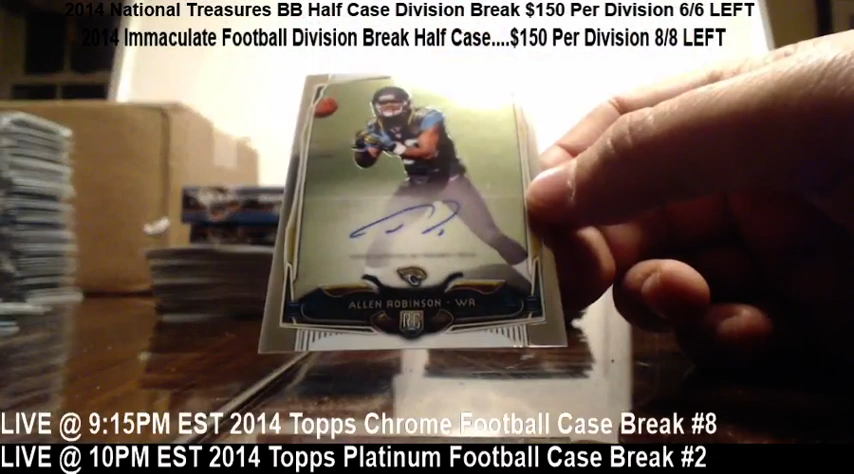 2014 National Treasures BB Half Case Division Break $150 Per Division 6/6 LEFT
2014 Immaculate Football Division Break Half Case....$150 Per Division 8/8 LEFT
ALLEN ROBINSON - WR
RC
LIVE @ 9:15PM EST 2014 Topps Chrome Football Case Break #8
LIVE @ 10PM EST 2014 Topps Platinum Football Case Break #2